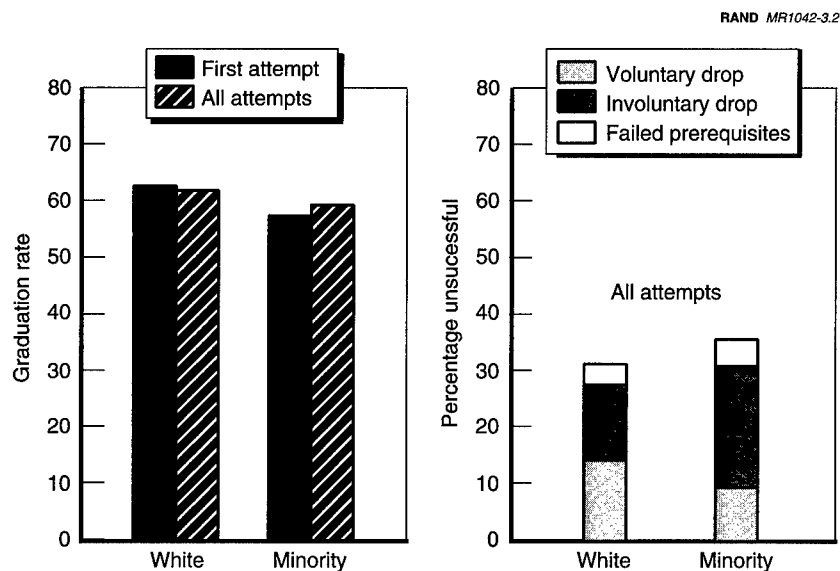 RAND MR1042-3.2
First attempt
All attempts
Graduation rate
80
70
60
50
40
30
20
10
0
White Minority
Voluntary drop
Involuntary drop
Failed prerequisites
Percentage unsucessful
80
70
60
50
40
30
20
10
0
All attempts
White Minority